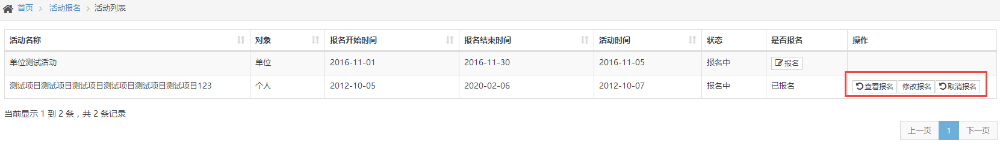 首页 > 活动报名 > 活动列表
活动名称 对象 报名开始时间 报名结束时间 活动时间 状态 是否报名 操作
单位测试活动 单位 2016-11-01 2016-11-30 2016-11-05 报名中 报名
测试项目测试项目测试项目测试项目测试项目测试项目123 个人 2012-10-05 2020-02-06 2012-10-07 报名中 已报名 查看报名 修改报名 取消报名
当前显示 1 到 2 条，共 2 条记录
上一页 1 下一页